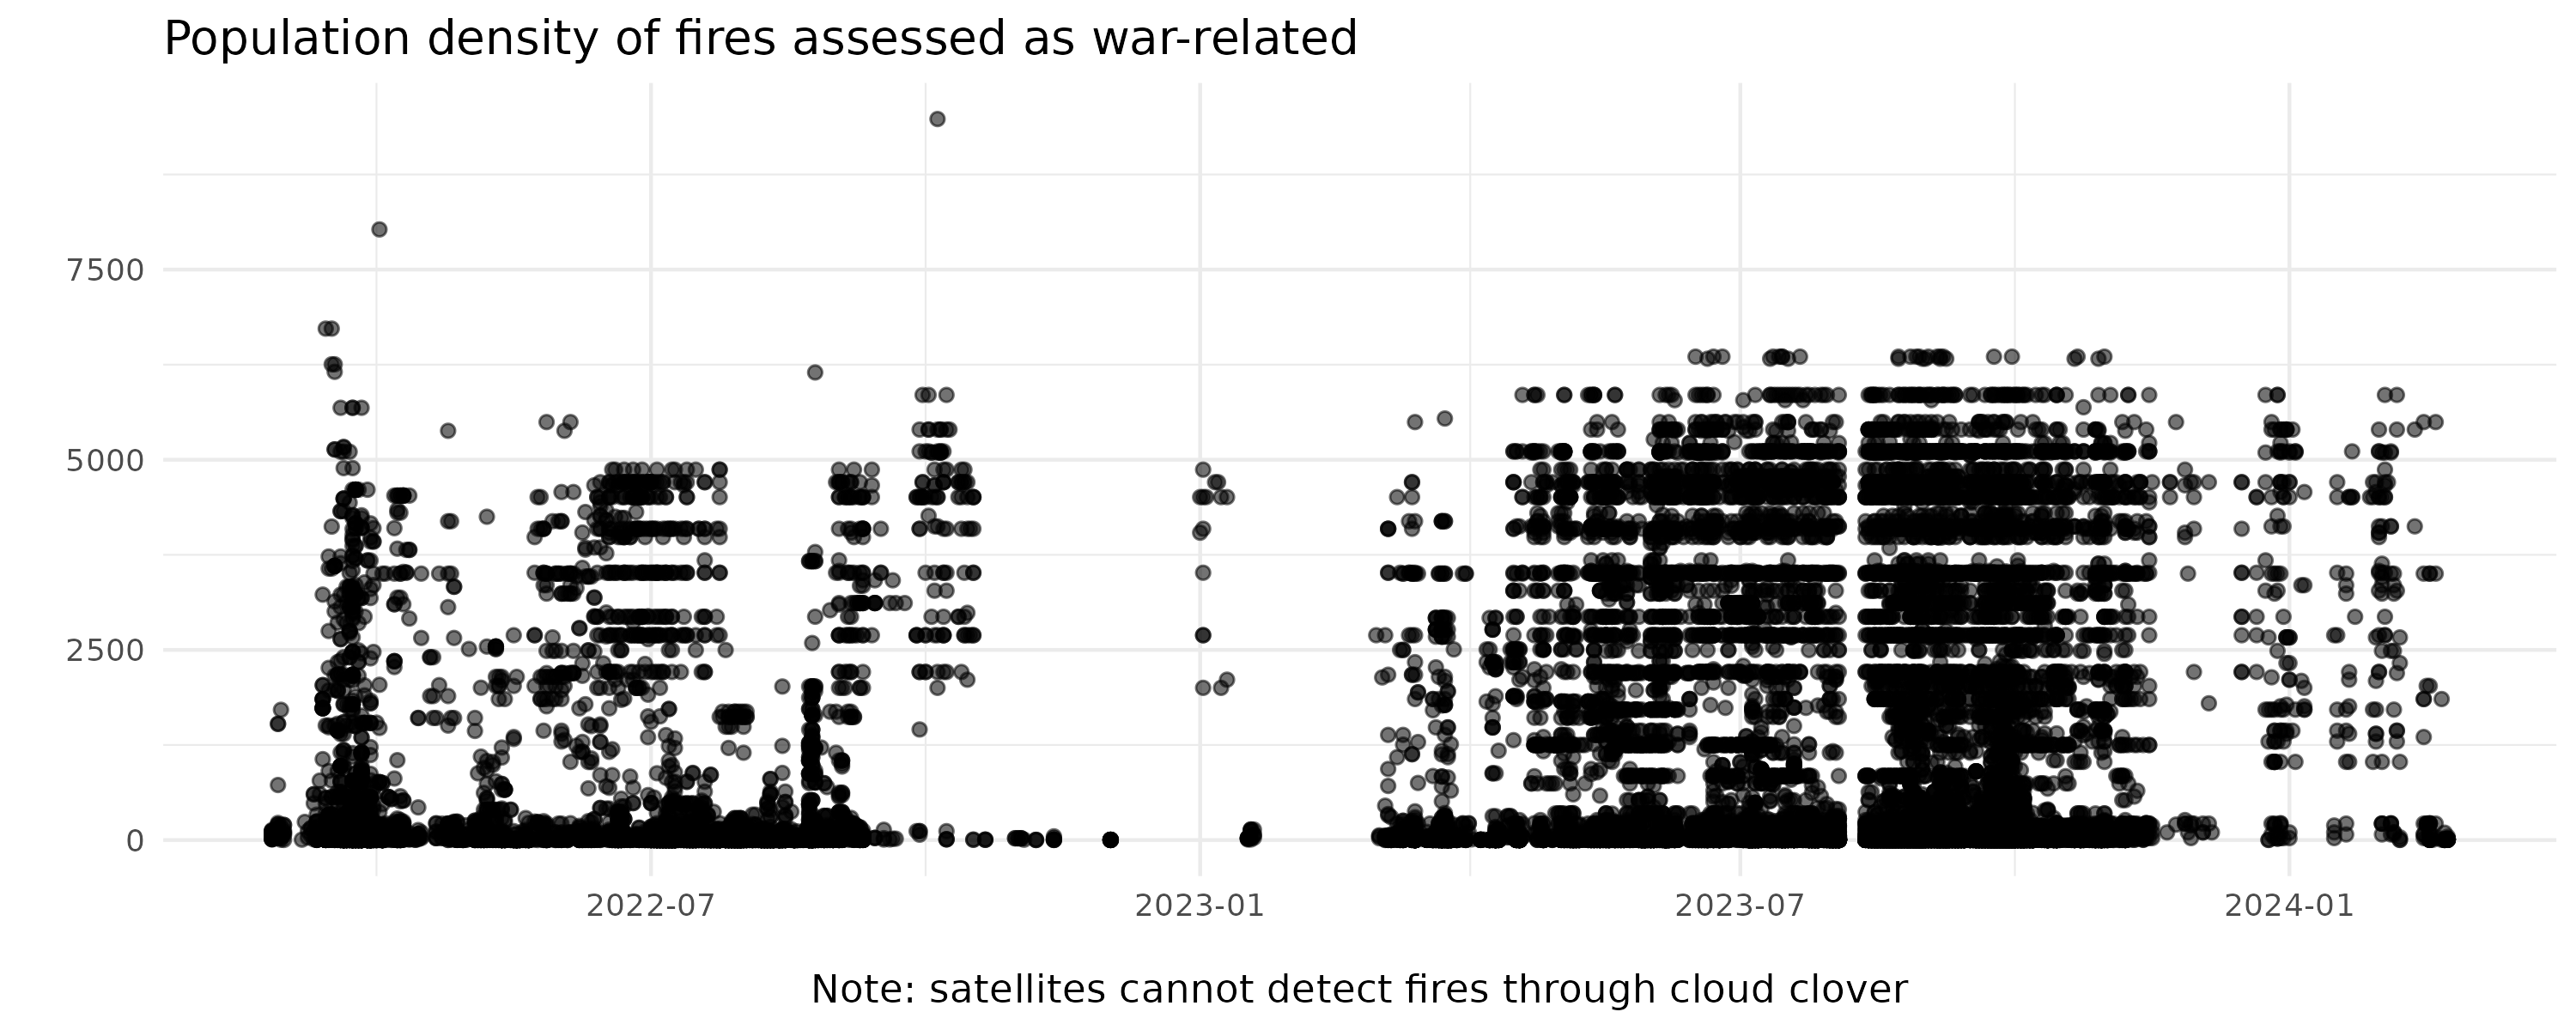 Population density of fires assessed as war-related
7500
5000
2500
0
2022-07 2023-01 2023-07 2024-01
Note: satellites cannot detect fires through cloud clover